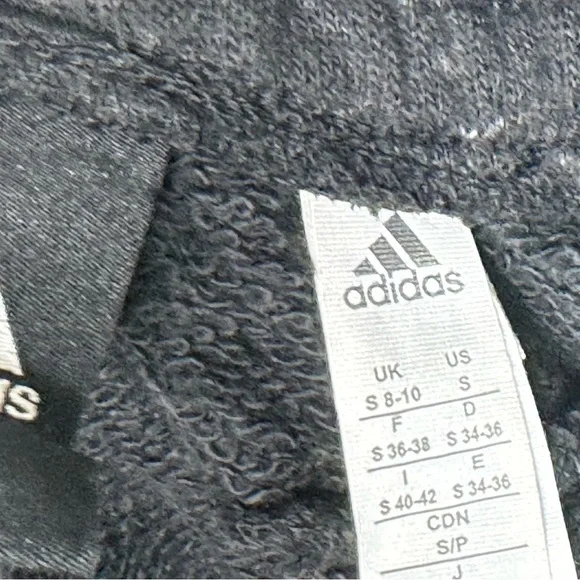 adidas
UK US
S 8-10 S
F D
S 36-38 S 34-36
I E
S 40-42 S 34-36
CDN
S/P
J